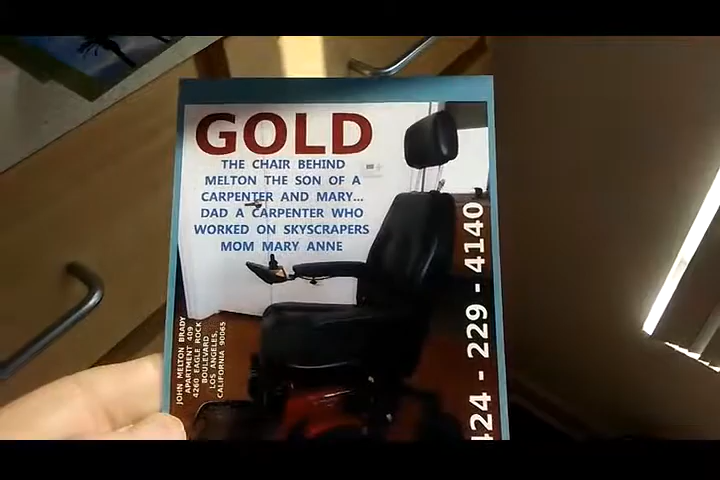 GOLD
THE CHAIR BEHIND
MELTON THE SON OF A
CARPENTER AND MARY...
DAD A CARPENTER WHO
WORKED ON SKYSCRAPERS
MOM MARY ANNE
JOHN MELTON BRADY
APARTMENT 409
4260 EAGLE ROCK
BOULEVARD
LOS ANGELES,
CALIFORNIA 90065
424 - 229 - 4140